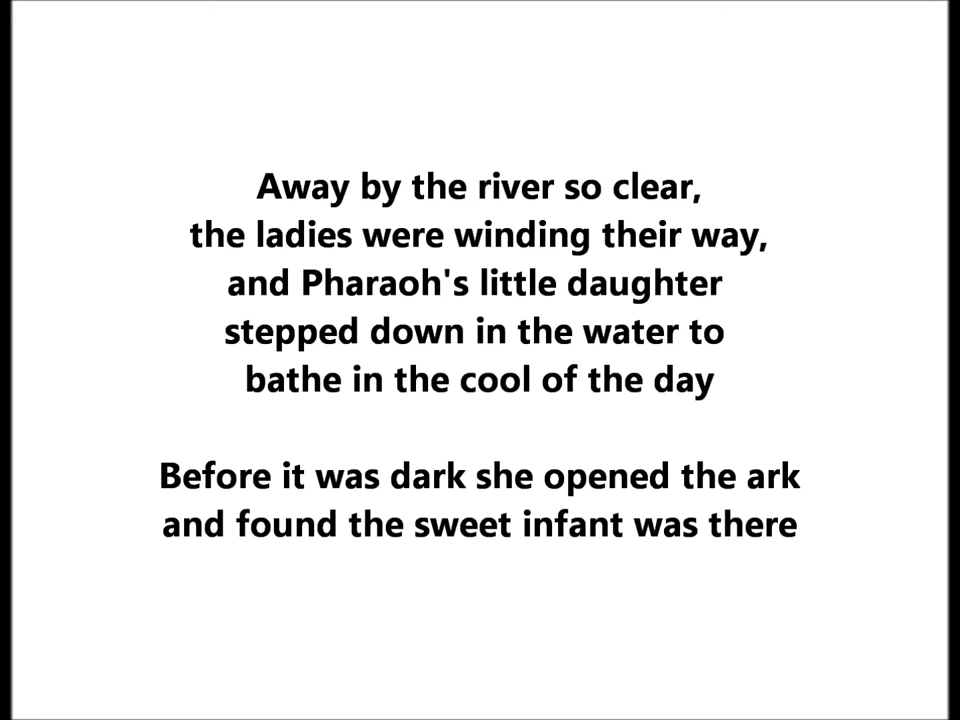 Away by the river so clear,
the ladies were winding their way,
and Pharaoh's little daughter
stepped down in the water to
bathe in the cool of the day
Before it was dark she opened the ark
and found the sweet infant was there